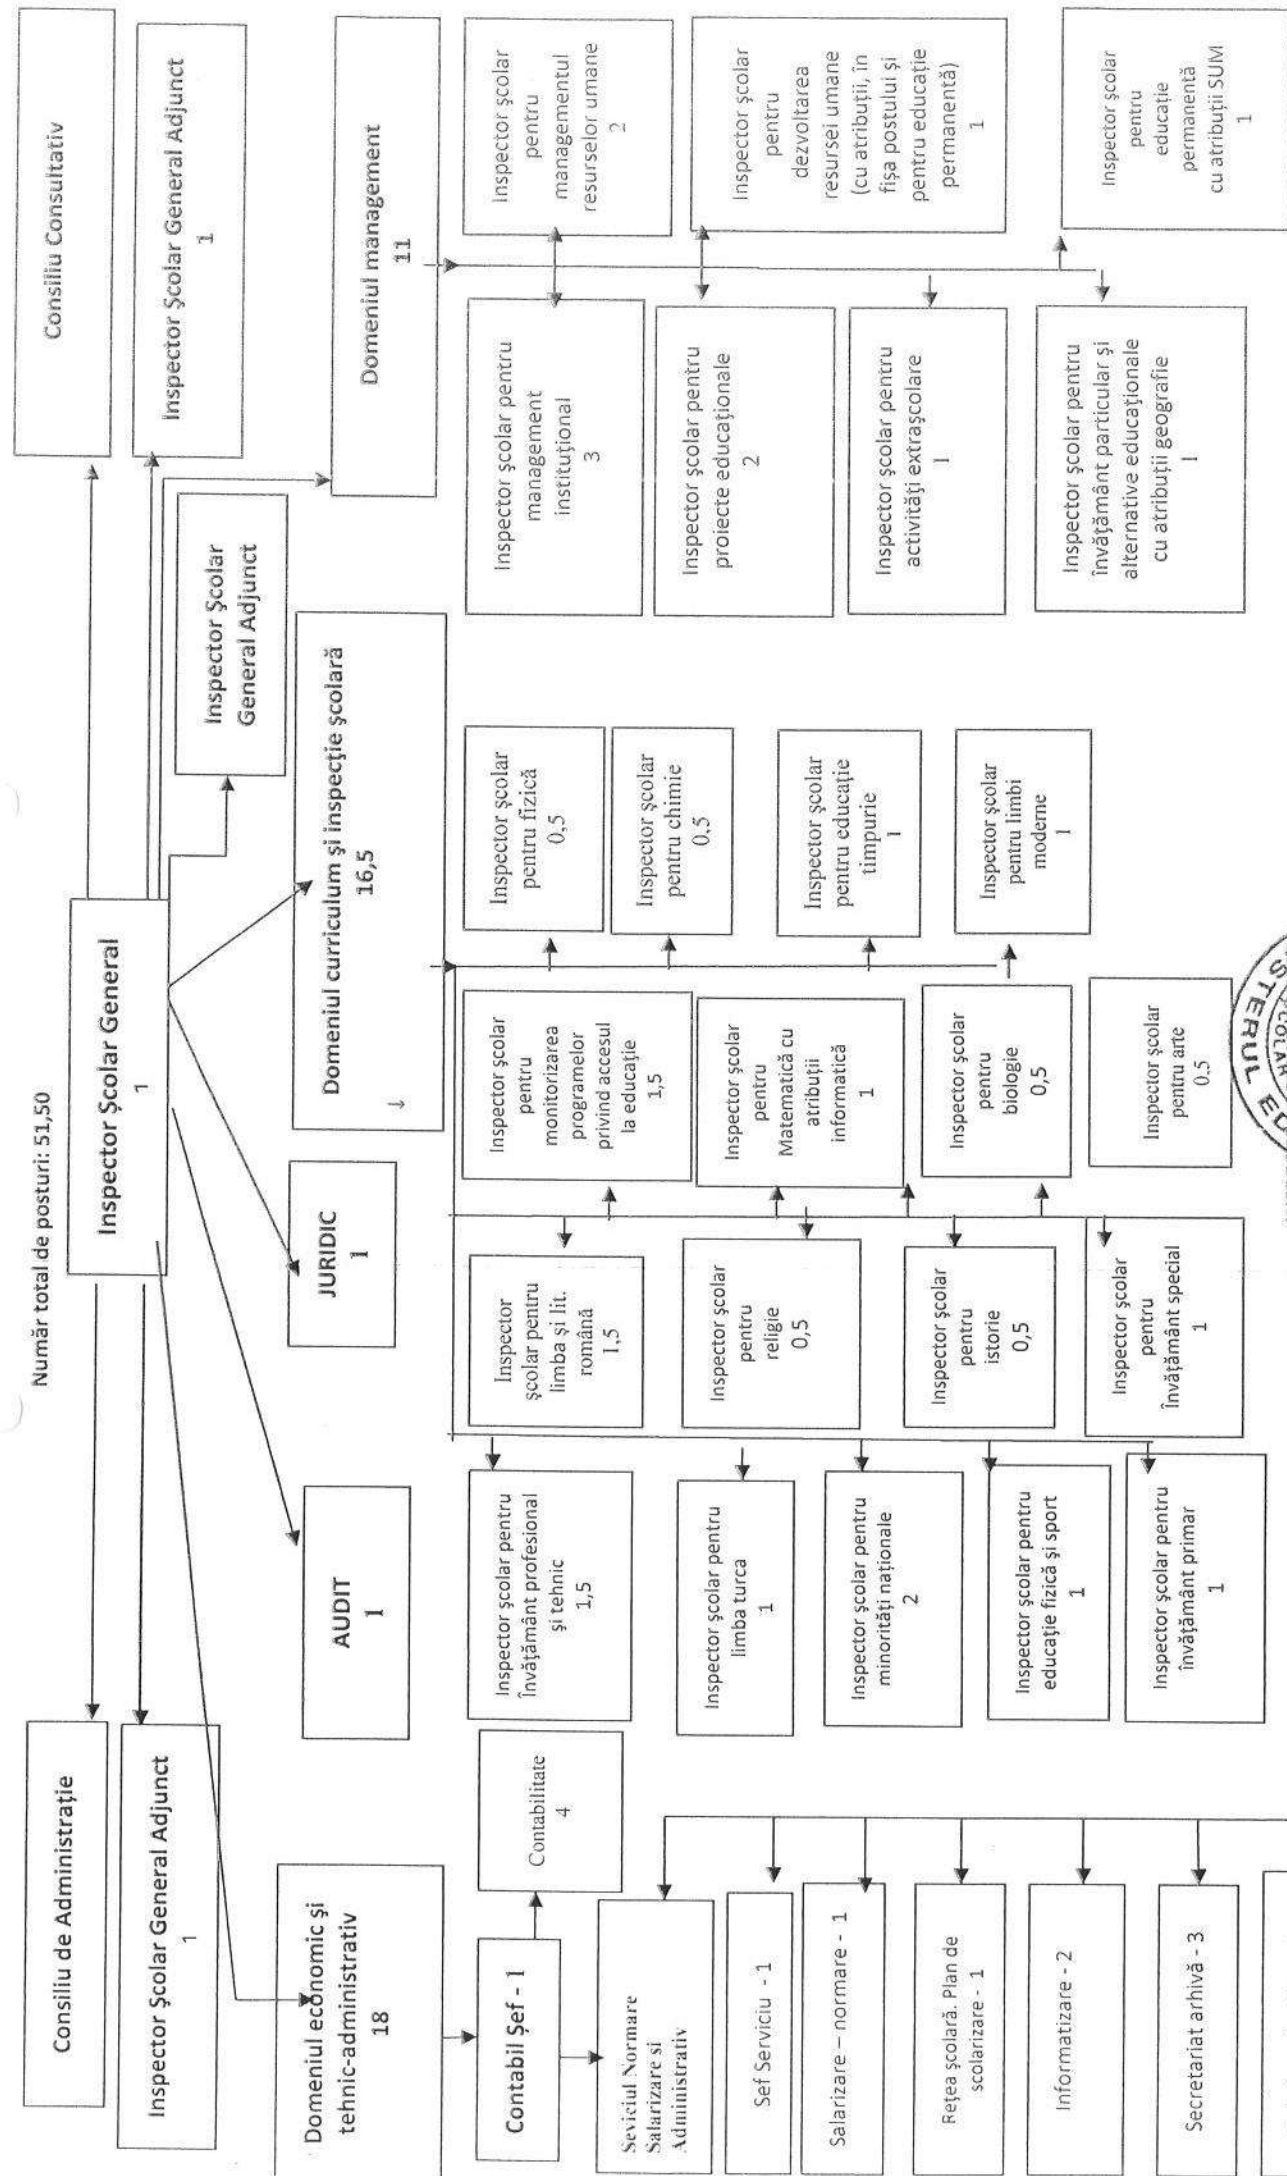 Număr total de posturi: 51,50
Consiliu de Administrație
Inspector Școlar General
1
Consiliu Consultativ
Inspector Școlar General Adjunct
1
Inspector Școlar General Adjunct
1
Inspector Școlar
General Adjunct
Domeniul economic și
tehnic-administrativ
18
AUDIT
1
JURIDIC
1
Domeniul curriculum și inspecție școlară
16,5
↓
Domeniul management
11
Contabil Șef - 1
Contabilitate
4
Seviciul Normare
Salarizare si
Administrativ
Sef Serviciu - 1
Salarizare – normare - 1
Rețea școlară. Plan de
scolarizare - 1
Informatizare - 2
Secretariat arhivă - 3
Inspector școlar pentru
învățământ profesional
și tehnic
1,5
Inspector școlar pentru
limba turca
1
Inspector școlar pentru
minorități naționale
2
Inspector școlar pentru
educație fizică și sport
1
Inspector școlar pentru
învățământ primar
1
Inspector
școlar pentru
limba și lit.
română
1,5
Inspector școlar
pentru
religie
0,5
Inspector școlar
pentru
istorie
0,5
Inspector școlar
pentru
învățământ special
1
Inspector școlar
pentru
monitorizarea
programelor
privind accesul
la educație
1,5
Inspector școlar
pentru
Matematică cu
atribuții
informatică
1
Inspector școlar
pentru
biologie
0,5
Inspector școlar
pentru arte
0,5
Inspector școlar
pentru fizică
0,5
Inspector școlar
pentru chimie
0,5
Inspector școlar
pentru educație
timpurie
1
Inspector școlar
pentru limbi
moderne
1
Inspector școlar pentru
management
instituțional
3
Inspector școlar pentru
proiecte educaționale
2
Inspector școlar pentru
activități extrașcolare
1
Inspector școlar pentru
învățământ particular și
alternative educaționale
cu atribuții geografie
1
Inspector școlar
pentru
managementul
resurselor umane
2
Inspector școlar
pentru
dezvoltarea
resursei umane
(cu atribuții, în
fișa postului și
pentru educație
permanentă)
1
Inspector școlar
pentru
educație
permanentă
cu atribuții SUM
1